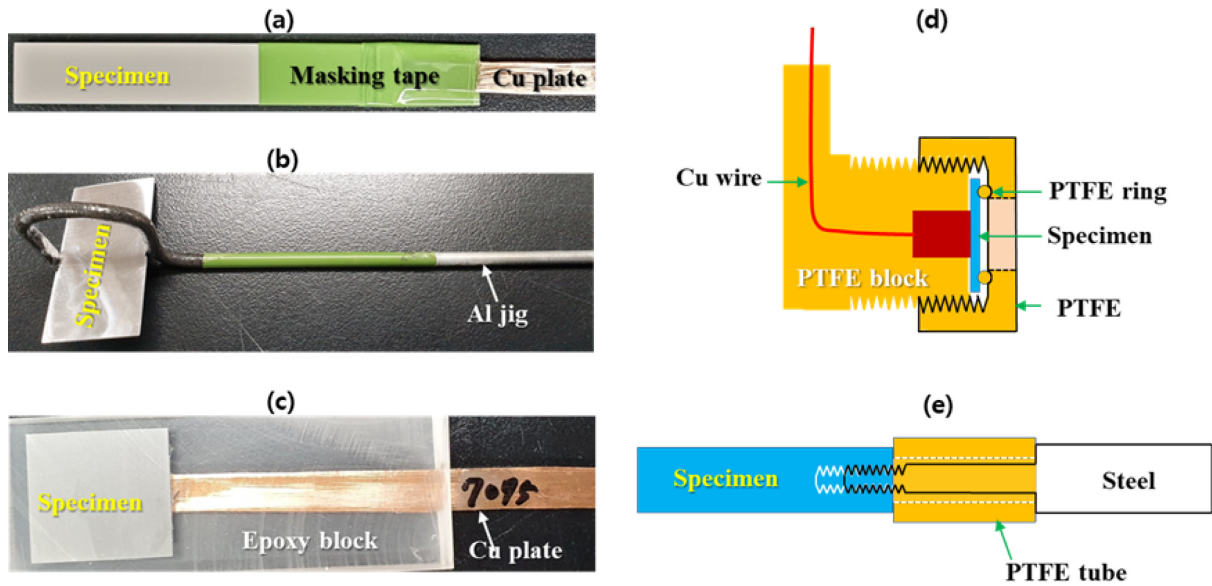 (a)
Specimen
Masking tape
Cu plate
(b)
Specimen
Al jig
(c)
Specimen
7095
Epoxy block
Cu plate
(d)
Cu wire
PTFE ring
Specimen
PTFE block
PTFE
(e)
Specimen
Steel
PTFE tube